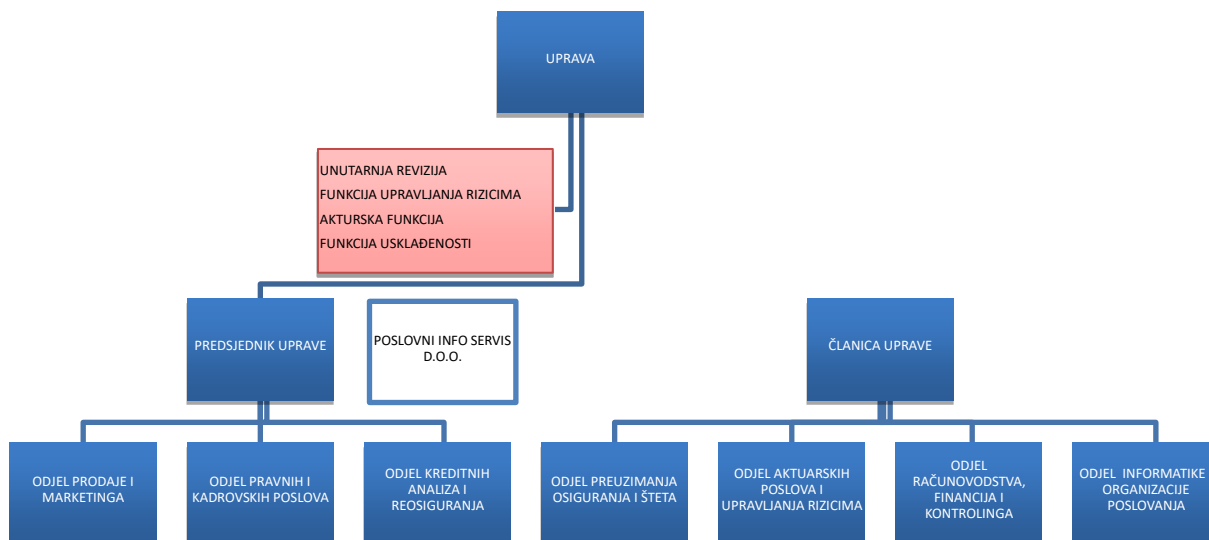 UPRAVA
UNUTARNJA REVIZIJA
FUNKCIJA UPRAVLJANJA RIZICIMA
AKTURSKA FUNKCIJA
FUNKCIJA USKLAĐENOSTI
PREDSJEDNIK UPRAVE
POSLOVNI INFO SERVIS
D.O.O.
ČLANICA UPRAVE
ODJEL PRODAJE I
MARKETINGA
ODJEL PRAVNIH I
KADROVSKIH POSLOVA
ODJEL KREDITNIH
ANALIZA I
REOSIGURANJA
ODJEL PREUZIMANJA
OSIGURANJA I ŠTETA
ODJEL AKTUARSKIH
POSLOVA I
UPRAVLJANJA RIZICIMA
ODJEL
RAČUNOVODSTVA,
FINANCIJA I
KONTROLINGA
ODJEL  INFORMATIKE
ORGANIZACIJE
POSLOVANJA